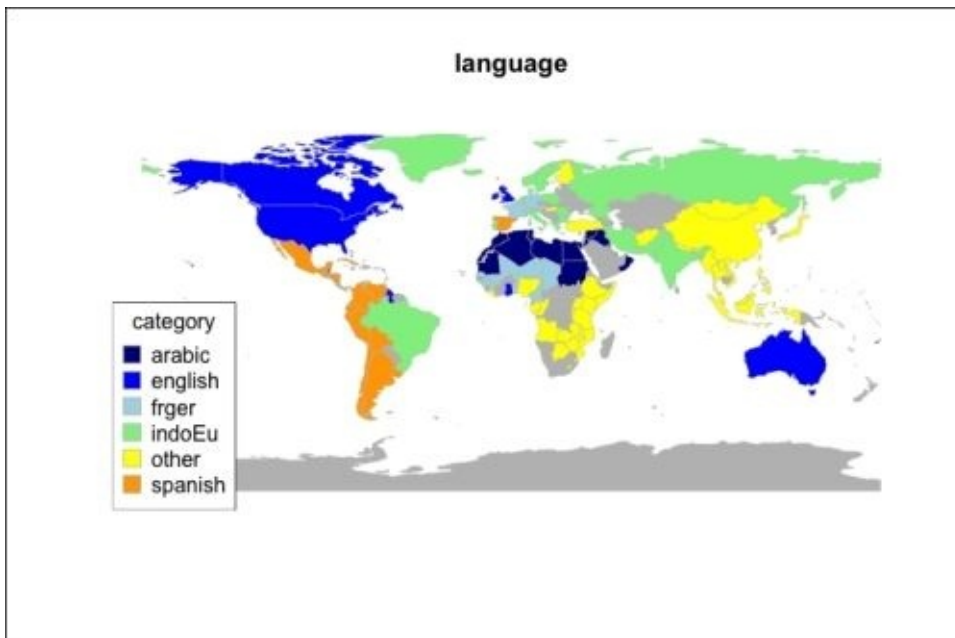 language
category
arabic
english
frger
indoEu
other
spanish